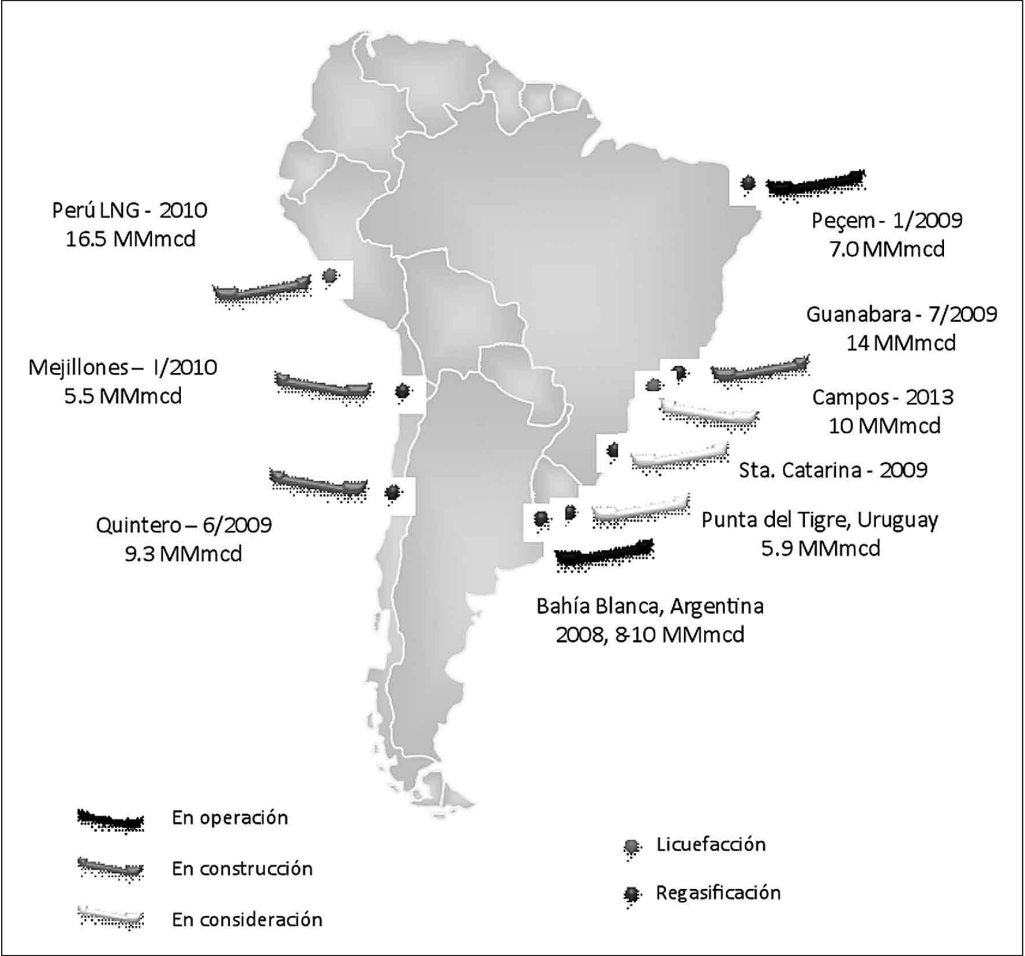 Perú LNG - 2010
16.5 MMmcd
Peçem - 1/2009
7.0 MMmcd
Guanabara - 7/2009
14 MMmcd
Mejillones – I/2010
5.5 MMmcd
Campos - 2013
10 MMmcd
Sta. Catarina - 2009
Quintero – 6/2009
9.3 MMmcd
Punta del Tigre, Uruguay
5.9 MMmcd
Bahía Blanca, Argentina
2008, 8-10 MMmcd
En operación
En construcción
En consideración
Licuefacción
Regasificación